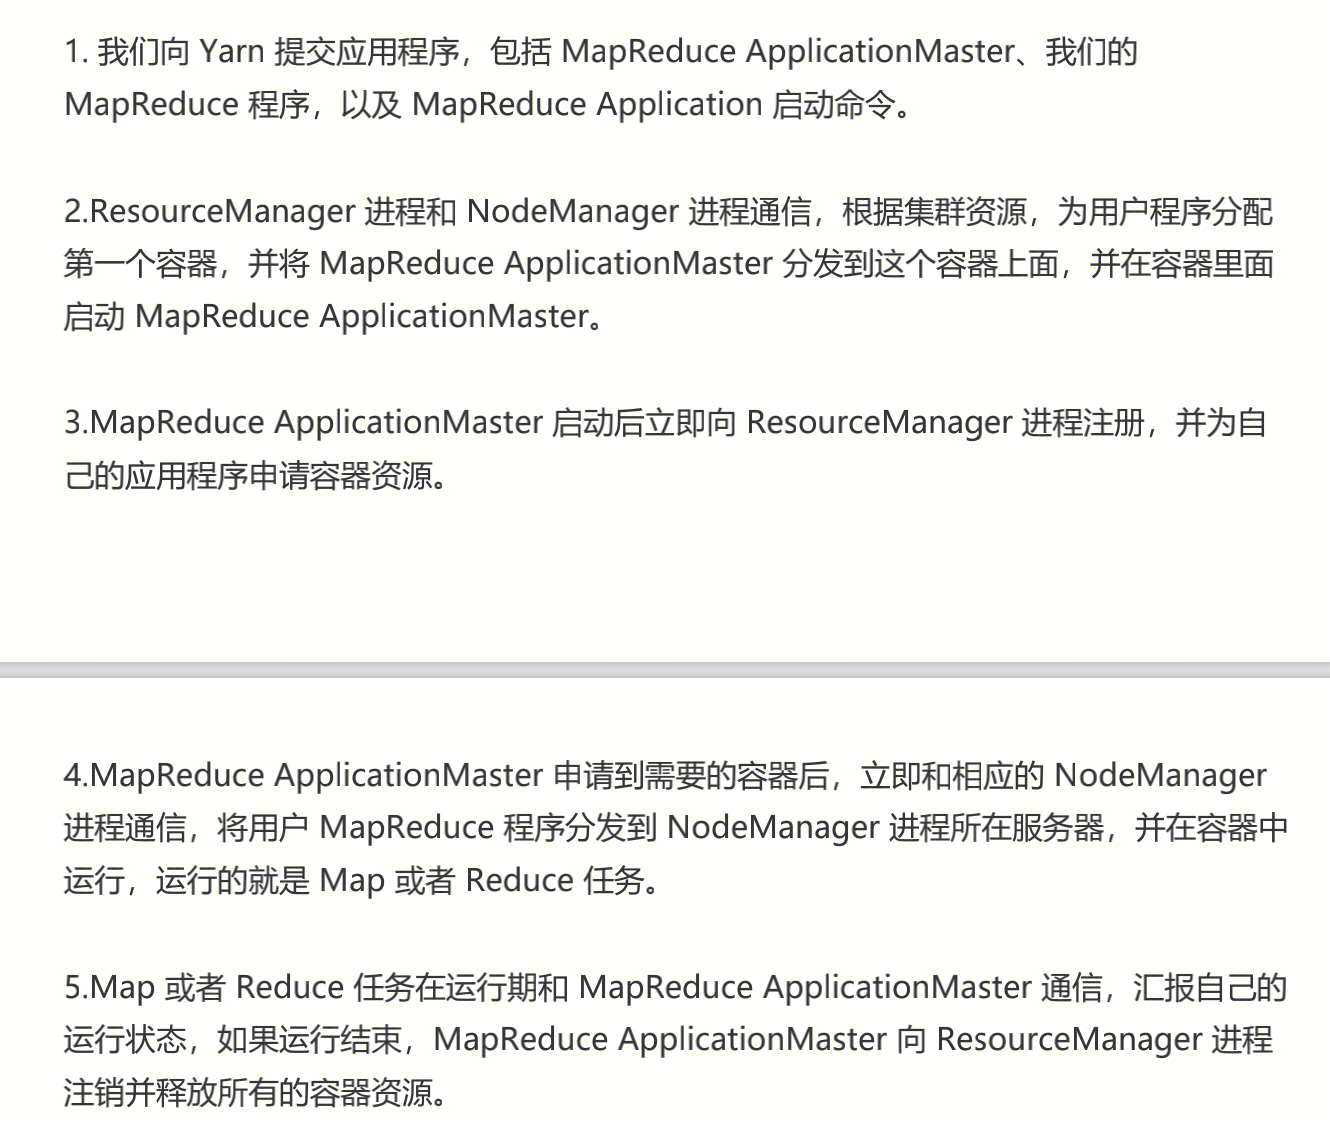 1. 我们向 Yarn 提交应用程序，包括 MapReduce ApplicationMaster、我们的
MapReduce 程序，以及 MapReduce Application 启动命令。
2.ResourceManager 进程和 NodeManager 进程通信，根据集群资源，为用户程序分配
第一个容器，并将 MapReduce ApplicationMaster 分发到这个容器上面，并在容器里面
启动 MapReduce ApplicationMaster。
3.MapReduce ApplicationMaster 启动后立即向 ResourceManager 进程注册，并为自
己的应用程序申请容器资源。
4.MapReduce ApplicationMaster 申请到需要的容器后，立即和相应的 NodeManager
进程通信，将用户 MapReduce 程序分发到 NodeManager 进程所在服务器，并在容器中
运行，运行的就是 Map 或者 Reduce 任务。
5.Map 或者 Reduce 任务在运行期和 MapReduce ApplicationMaster 通信，汇报自己的
运行状态，如果运行结束，MapReduce ApplicationMaster 向 ResourceManager 进程
注销并释放所有的容器资源。